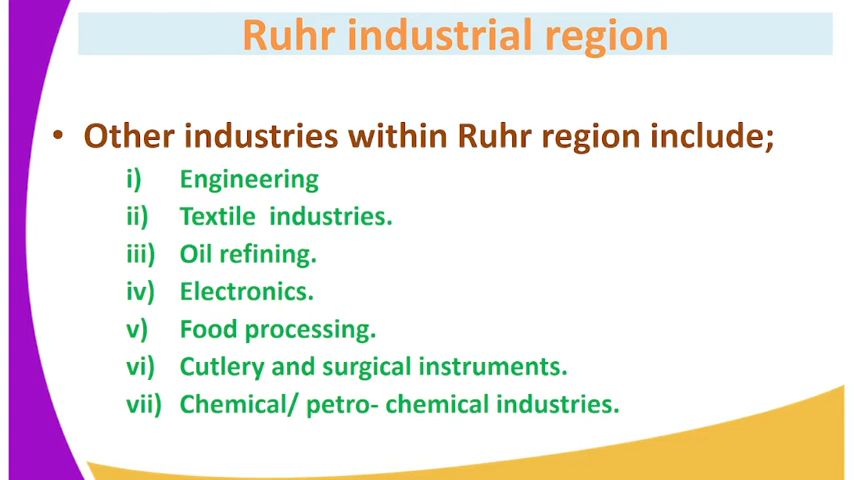 Ruhr industrial region
• Other industries within Ruhr region include;
i) Engineering
ii) Textile industries.
iii) Oil refining.
iv) Electronics.
v) Food processing.
vi) Cutlery and surgical instruments.
vii) Chemical/ petro- chemical industries.